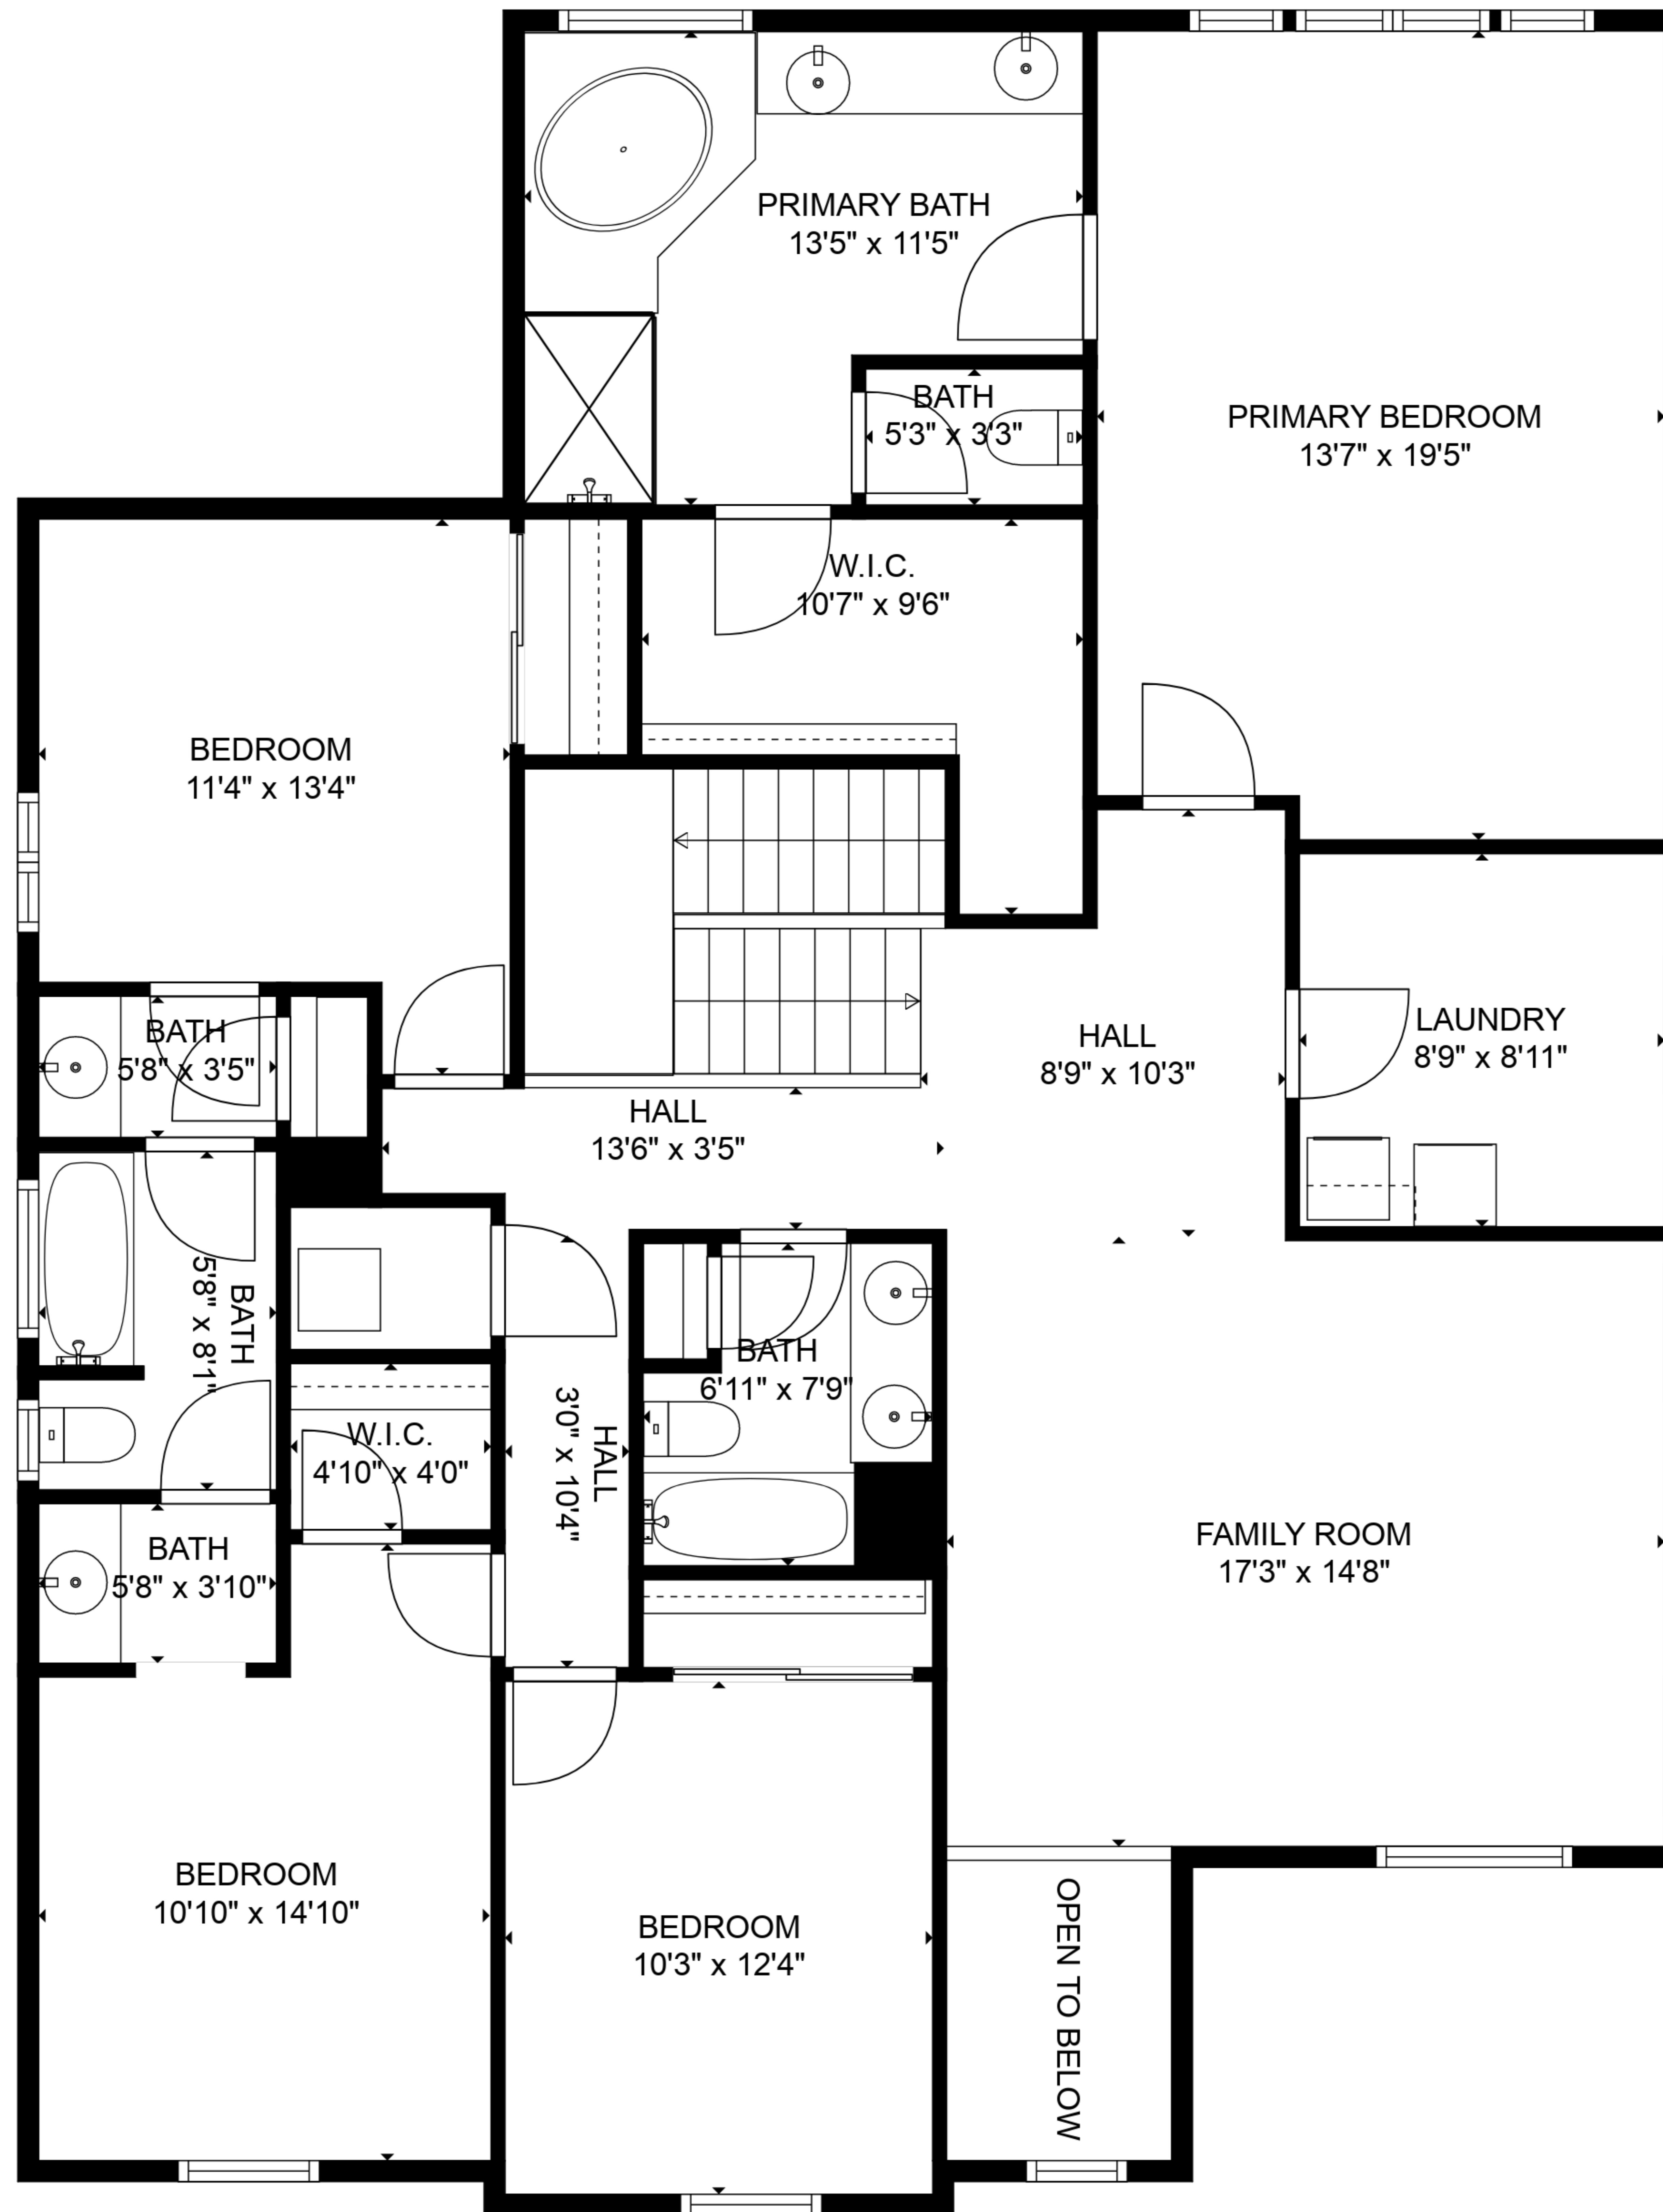 PRIMARY BATH
13'5" x 11'5"
BATH
5'3" x 3'3"
PRIMARY BEDROOM
13'7" x 19'5"
W.I.C.
10'7" x 9'6"
BEDROOM
11'4" x 13'4"
BATH
5'8" x 3'5"
HALL
8'9" x 10'3"
LAUNDRY
8'9" x 8'11"
HALL
13'6" x 3'5"
BATH
5'8" x 8'1"
BATH
6'11" x 7'9"
W.I.C.
4'10" x 4'0"
HALL
3'0" x 10'4"
BATH
5'8" x 3'10"
FAMILY ROOM
17'3" x 14'8"
BEDROOM
10'10" x 14'10"
BEDROOM
10'3" x 12'4"
OPEN TO BELOW